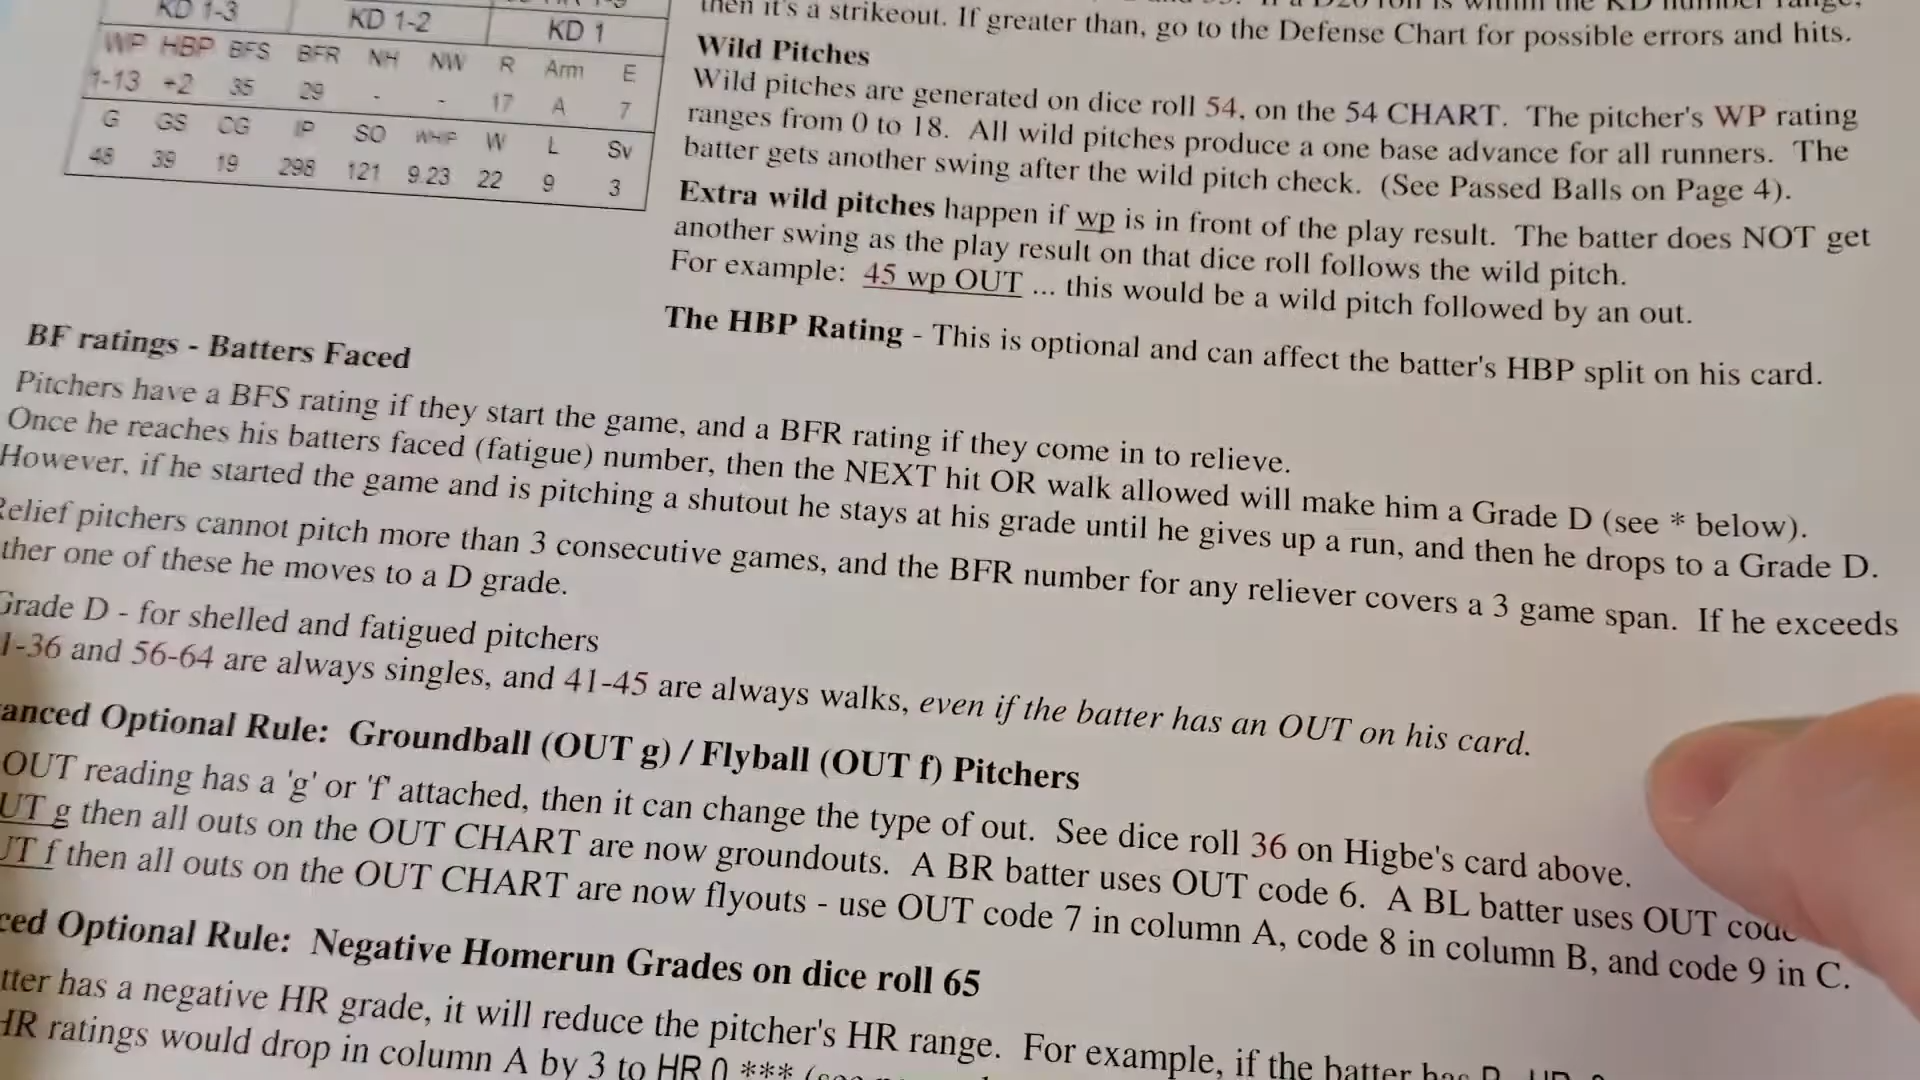 KD 1-3 KD 1-2 KD 1
WP HBP BFS BFR NH NW R Arm E
1-13 +2 35 29 - - 17 A 7
G GS CG IP SO WHIP W L Sv
48 39 19 298 121 9.23 22 9 3
then it's a strikeout. If greater than, go to the Defense Chart for possible errors and hits.
Wild Pitches
Wild pitches are generated on dice roll 54, on the 54 CHART. The pitcher's WP rating
ranges from 0 to 18. All wild pitches produce a one base advance for all runners. The
batter gets another swing after the wild pitch check. (See Passed Balls on Page 4).
Extra wild pitches happen if wp is in front of the play result. The batter does NOT get
another swing as the play result on that dice roll follows the wild pitch.
For example: 45 wp OUT ... this would be a wild pitch followed by an out.
The HBP Rating - This is optional and can affect the batter's HBP split on his card.
BF ratings - Batters Faced
Pitchers have a BFS rating if they start the game, and a BFR rating if they come in to relieve.
Once he reaches his batters faced (fatigue) number, then the NEXT hit OR walk allowed will make him a Grade D (see * below).
However, if he started the game and is pitching a shutout he stays at his grade until he gives up a run, and then he drops to a Grade D.
Relief pitchers cannot pitch more than 3 consecutive games, and the BFR number for any reliever covers a 3 game span. If he exceeds
ther one of these he moves to a D grade.
Grade D - for shelled and fatigued pitchers
1-36 and 56-64 are always singles, and 41-45 are always walks, even if the batter has an OUT on his card.
anced Optional Rule: Groundball (OUT g) / Flyball (OUT f) Pitchers
OUT reading has a 'g' or 'f' attached, then it can change the type of out. See dice roll 36 on Higbe's card above.
UT g then all outs on the OUT CHART are now groundouts. A BR batter uses OUT code 6. A BL batter uses OUT
UT f then all outs on the OUT CHART are now flyouts - use OUT code 7 in column A, code 8 in column B, and code 9 in C.
ced Optional Rule: Negative Homerun Grades on dice roll 65
tter has a negative HR grade, it will reduce the pitcher's HR range. For example, if the batter has
HR ratings would drop in column A by 3 to HR 0 ***